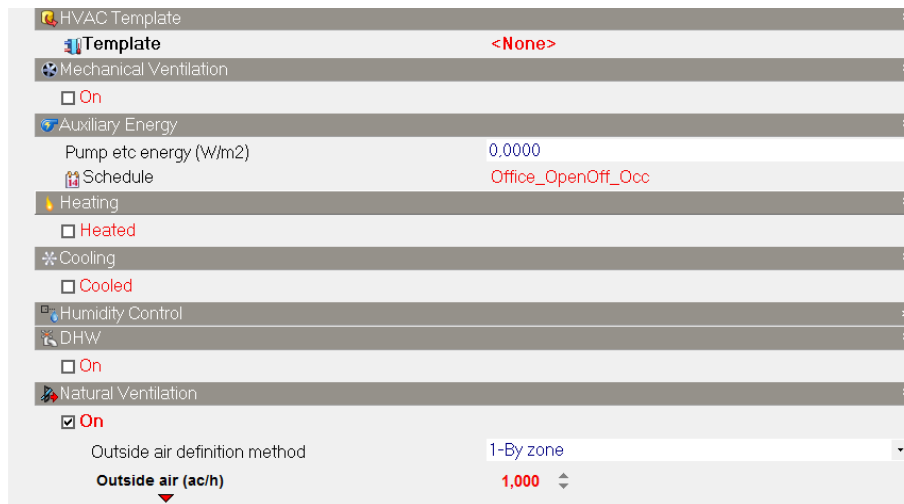 HVAC Template
Template <None>
Mechanical Ventilation
On
Auxiliary Energy
Pump etc energy (W/m2) 0,0000
14 Schedule Office_OpenOff_Occ
Heating
Heated
Cooling
Cooled
Humidity Control
DHW
On
Natural Ventilation
On
Outside air definition method 1-By zone
Outside air (ac/h) 1,000